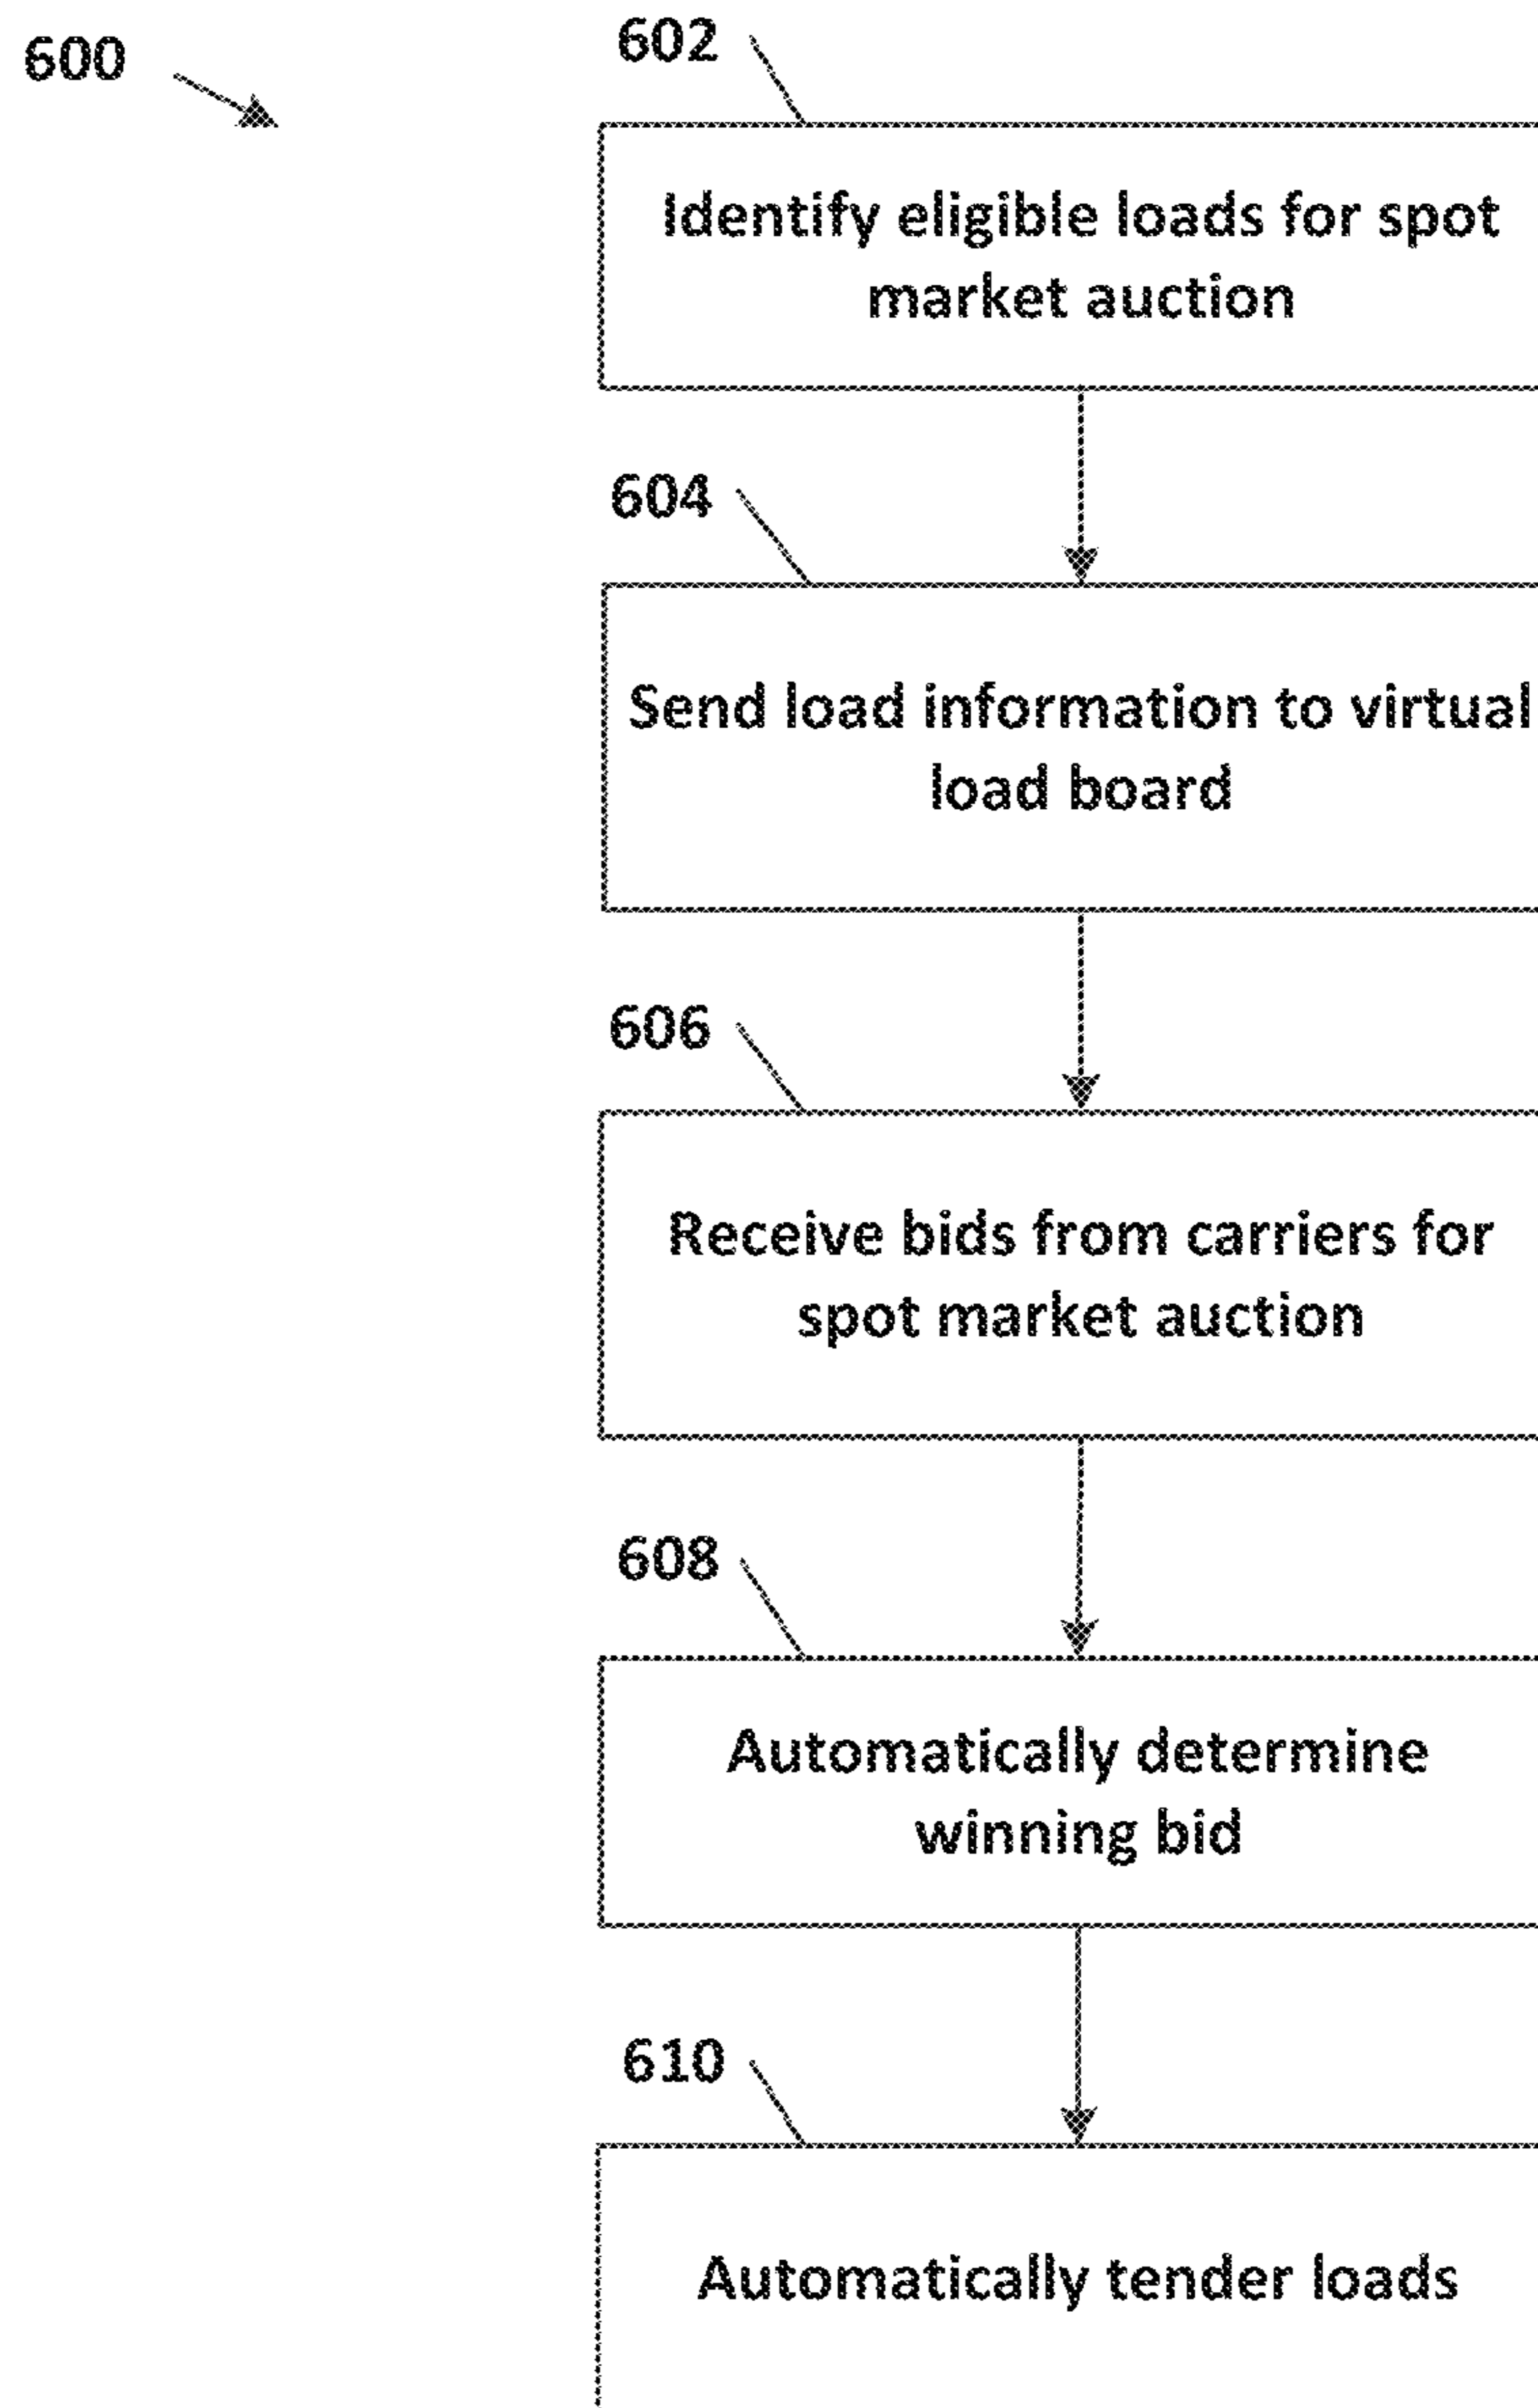 600
602
Identify eligible loads for spot
market auction
604
Send load information to virtual
load board
606
Receive bids from carriers for
spot market auction
608
Automatically determine
winning bid
610
Automatically tender loads